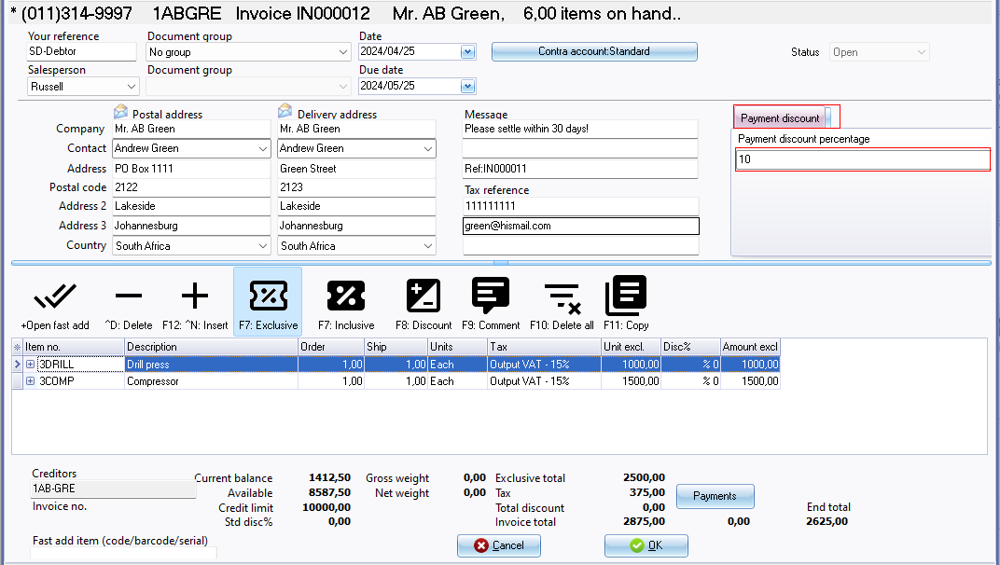 * (011)314-9997 1ABGRE Invoice IN000012 Mr. AB Green, 6,00 items on hand..
Your reference Document group Date
SD-Debtor No group 2024/04/25 Contra account:Standard Status Open
Salesperson Document group Due date
Russell 2024/05/25
Postal address Delivery address Message Payment discount
Company Mr. AB Green Mr. AB Green Please settle within 30 days!
Payment discount percentage
Contact Andrew Green Andrew Green
10
Address PO Box 1111 Green Street Ref:IN000011
Postal code 2122 2123 Tax reference
Address 2 Lakeside Lakeside 111111111
Address 3 Johannesburg Johannesburg green@hismail.com
Country South Africa South Africa
+Open fast add ^D: Delete F12: ^N: Insert F7: Exclusive F7: Inclusive F8: Discount F9: Comment F10: Delete all F11: Copy
Item no. Description Order Ship Units Tax Unit excl. Disc% Amount excl
3DRILL Drill press 1,00 1,00 Each Output VAT - 15% 1000,00 % 0 1000,00
3COMP Compressor 1,00 1,00 Each Output VAT - 15% 1500,00 % 0 1500,00
Creditors Current balance 1412,50 Gross weight 0,00 Exclusive total 2500,00
1AB-GRE Available 8587,50 Net weight 0,00 Tax 375,00 Payments
Invoice no. Credit limit 10000,00 Total discount 0,00 End total
Std disc% 0,00 Invoice total 2875,00 0,00 2625,00
Fast add item (code/barcode/serial) Cancel OK